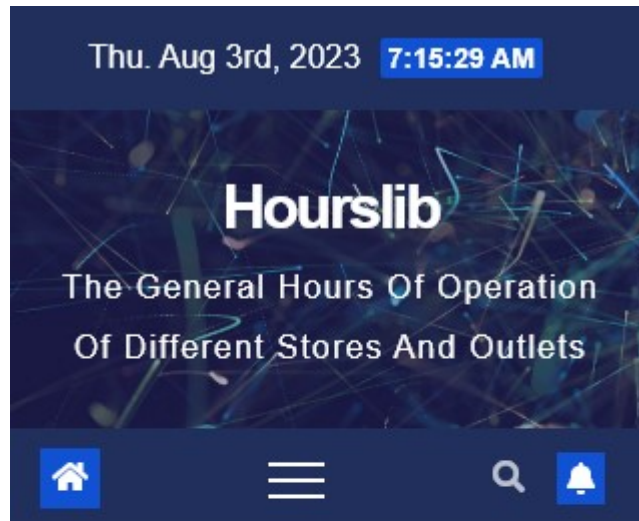 Thu. Aug 3rd, 2023 7:15:29 AM
Hourslib
The General Hours Of Operation
Of Different Stores And Outlets